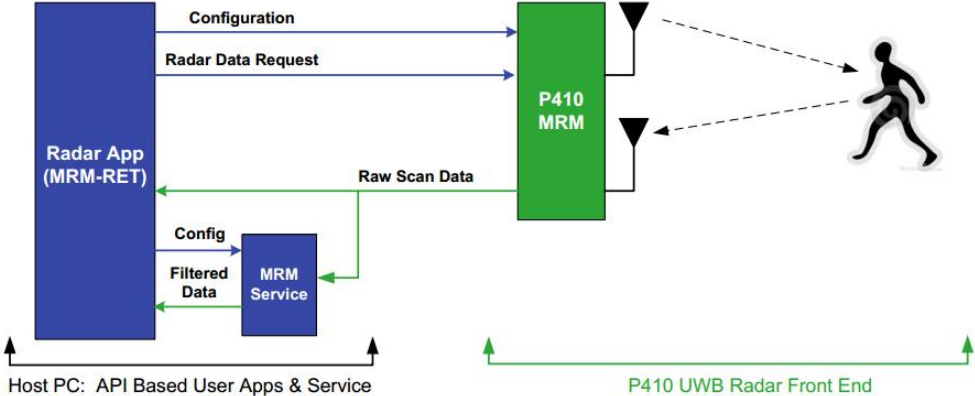 Configuration
Radar Data Request
P410
MRM
Radar App
(MRM-RET)
Raw Scan Data
Config
Filtered
Data
MRM
Service
Host PC:  API Based User Apps & Service
P410 UWB Radar Front End